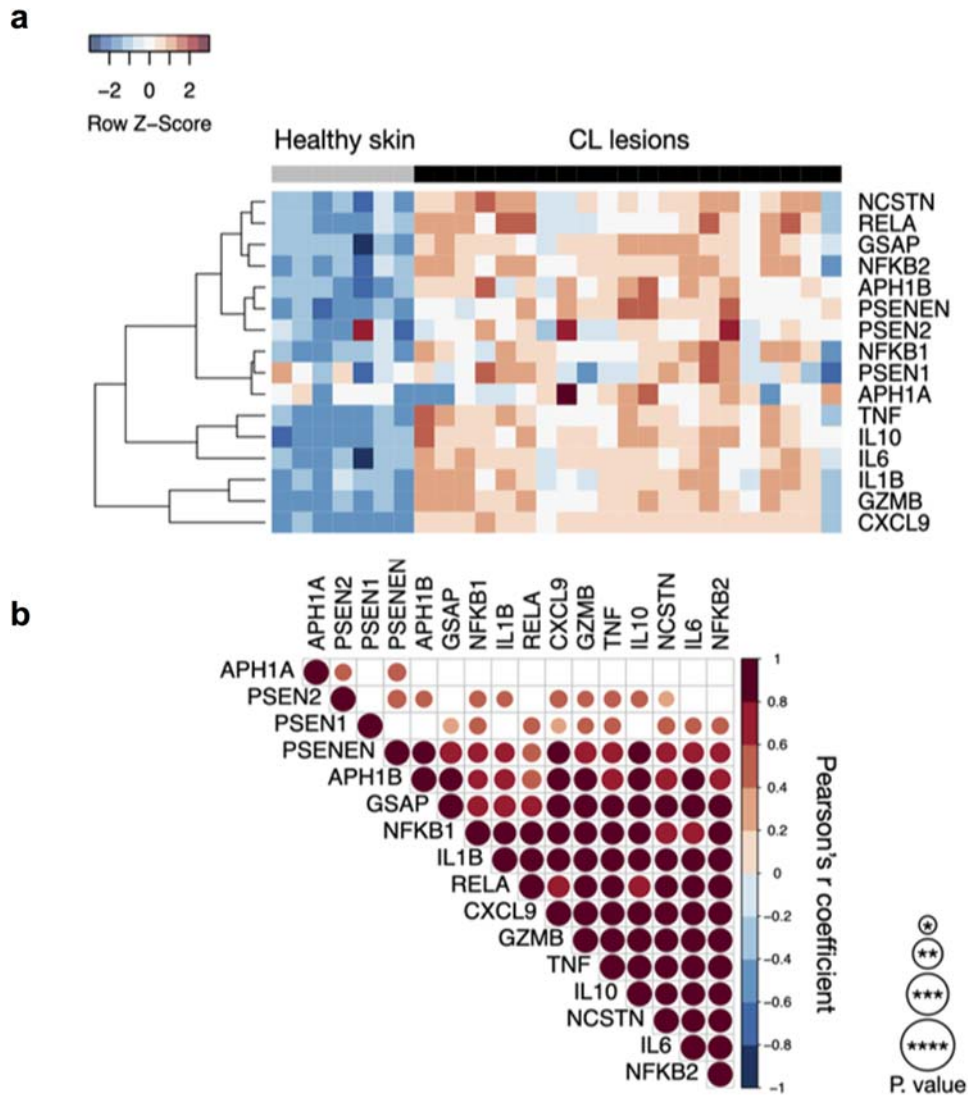 a
−2 0 2
Row Z−Score
Healthy skin CL lesions
NCSTN
RELA
GSAP
NFKB2
APH1B
PSENEN
PSEN2
NFKB1
PSEN1
APH1A
TNF
IL10
IL6
IL1B
GZMB
CXCL9
b
APH1A PSEN2 PSEN1 PSENEN APH1B GSAP NFKB1 IL1B RELA CXCL9 GZMB TNF IL10 NCSTN IL6 NFKB2
APH1A
PSEN2
PSEN1
PSENEN
APH1B
GSAP
NFKB1
IL1B
RELA
CXCL9
GZMB
TNF
IL10
NCSTN
IL6
NFKB2
1
0.8
0.6
0.4
0.2
0
−0.2
−0.4
−0.6
−0.8
−1
Pearson's r coefficient
*
**
***
****
P. value